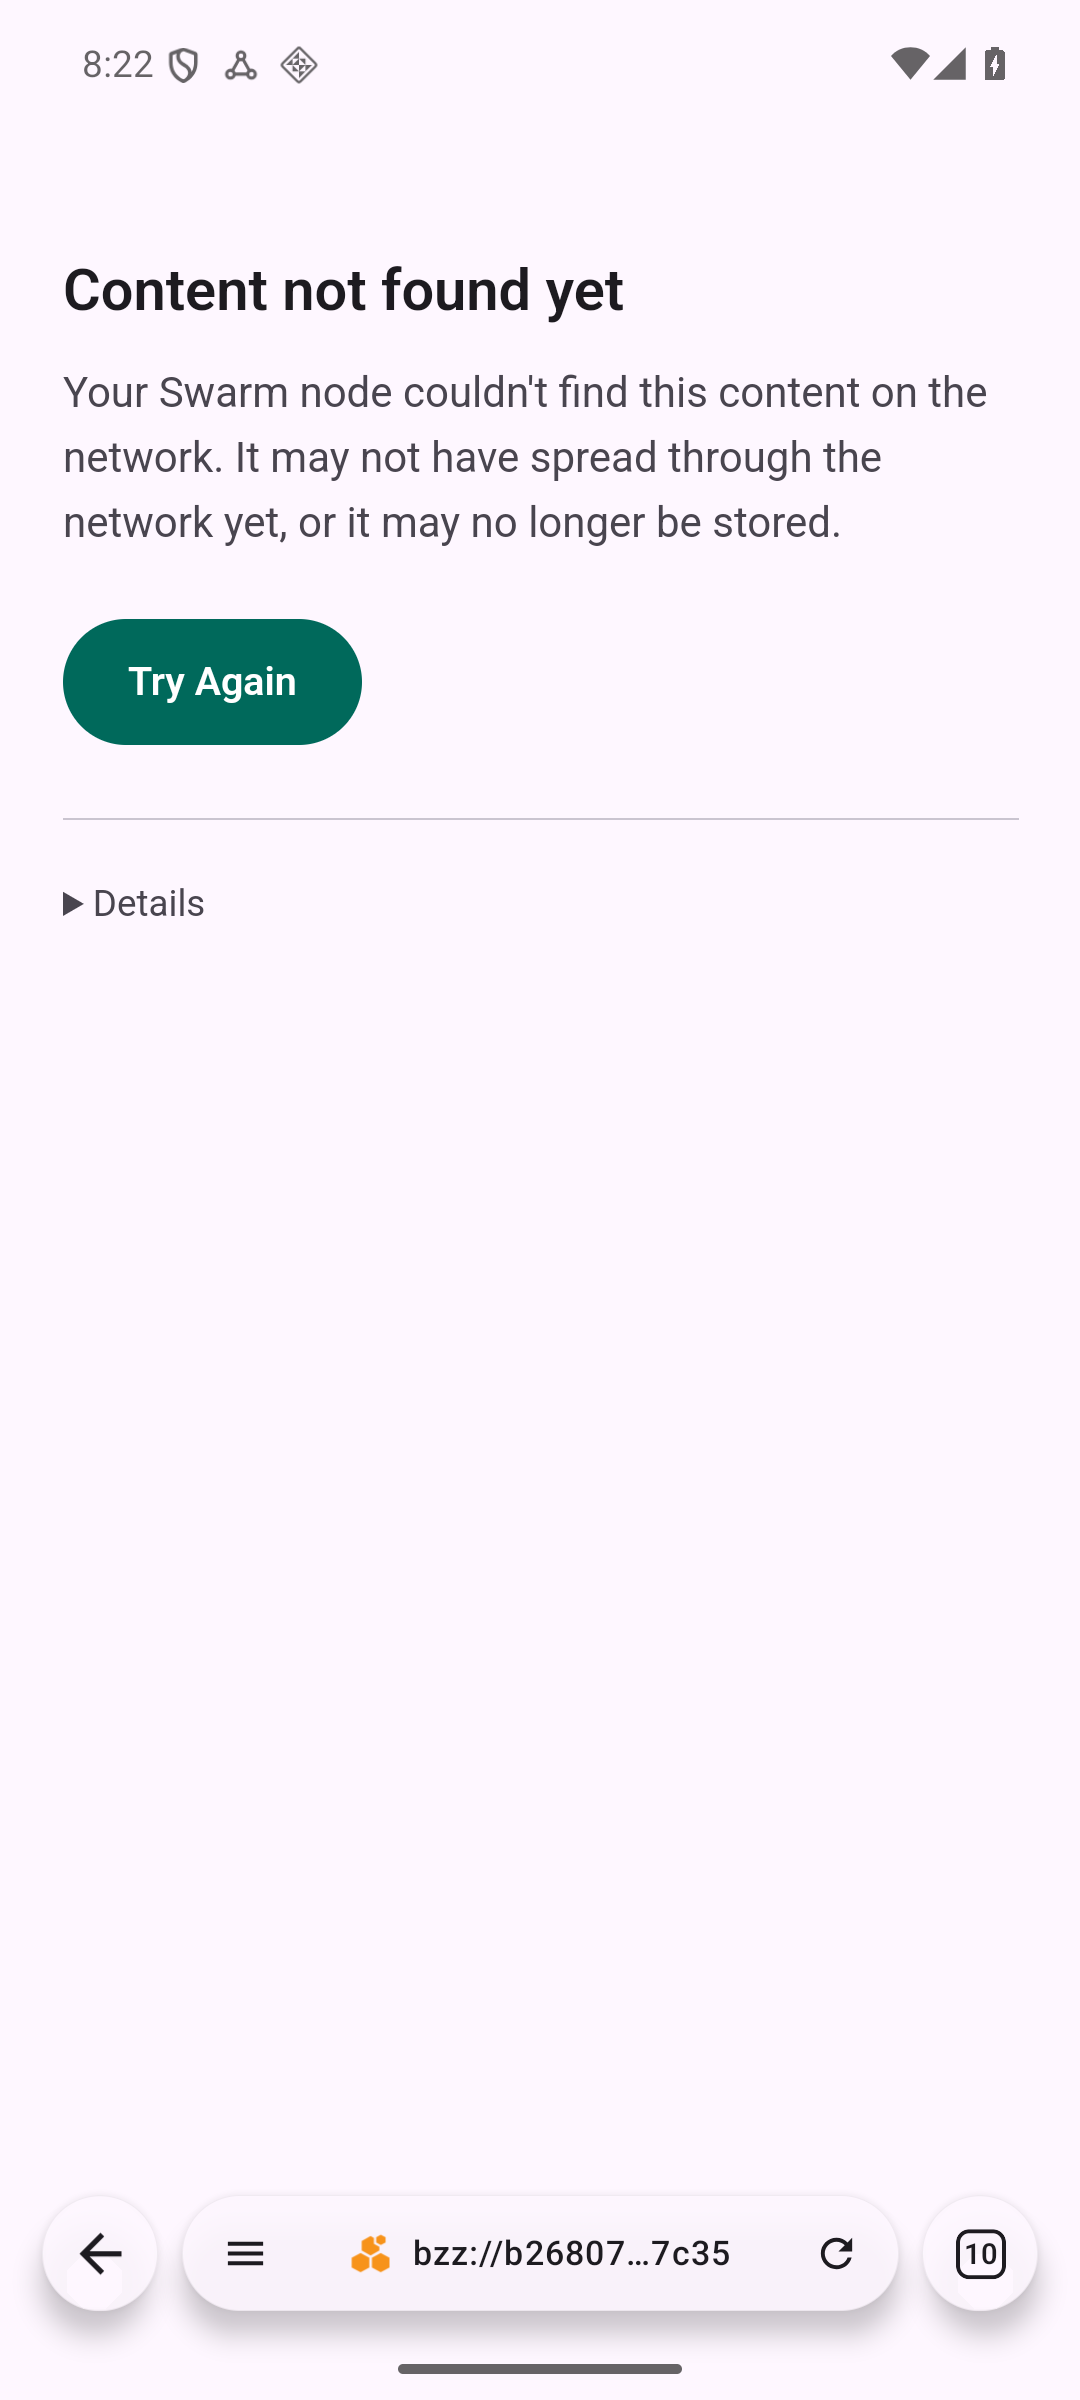 8:22
Content not found yet
Your Swarm node couldn't find this content on the
network. It may not have spread through the
network yet, or it may no longer be stored.
Try Again
Details
bzz://b26807...7c35
10